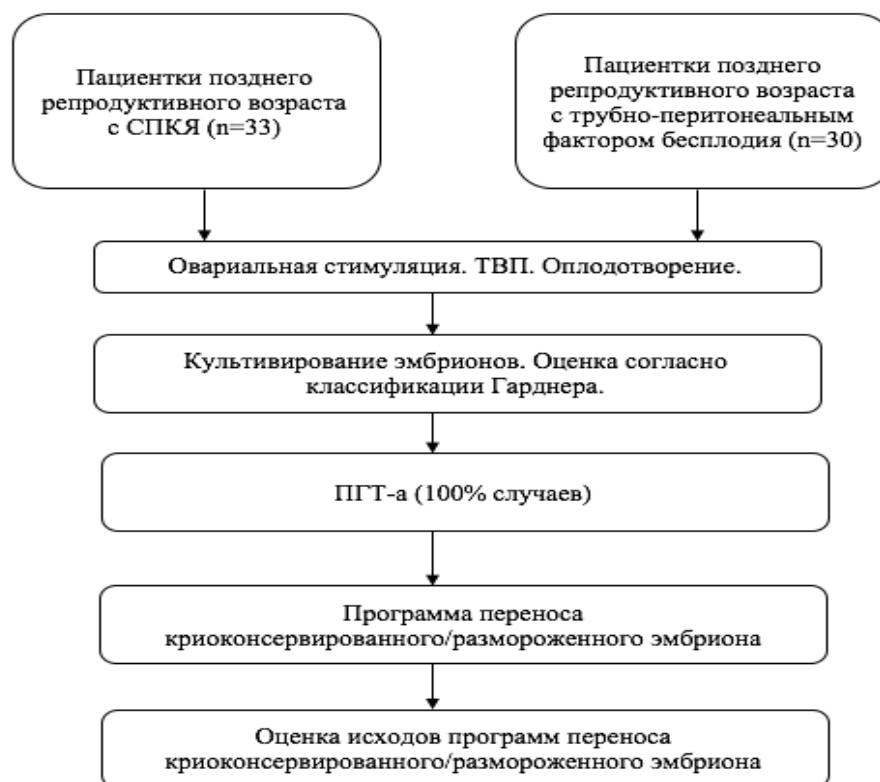 Пациентки позднего
репродуктивного возраста
с СПКЯ (n=33)
Пациентки позднего
репродуктивного возраста
с трубно-перитонеальным
фактором бесплодия (n=30)
Овариальная стимуляция. ТВП. Оплодотворение.
Культивирование эмбрионов. Оценка согласно
классификации Гарднера.
ПГТ-а (100% случаев)
Программа переноса
криоконсервированного/размороженного эмбриона
Оценка исходов программ переноса
криоконсервированного/размороженного эмбриона